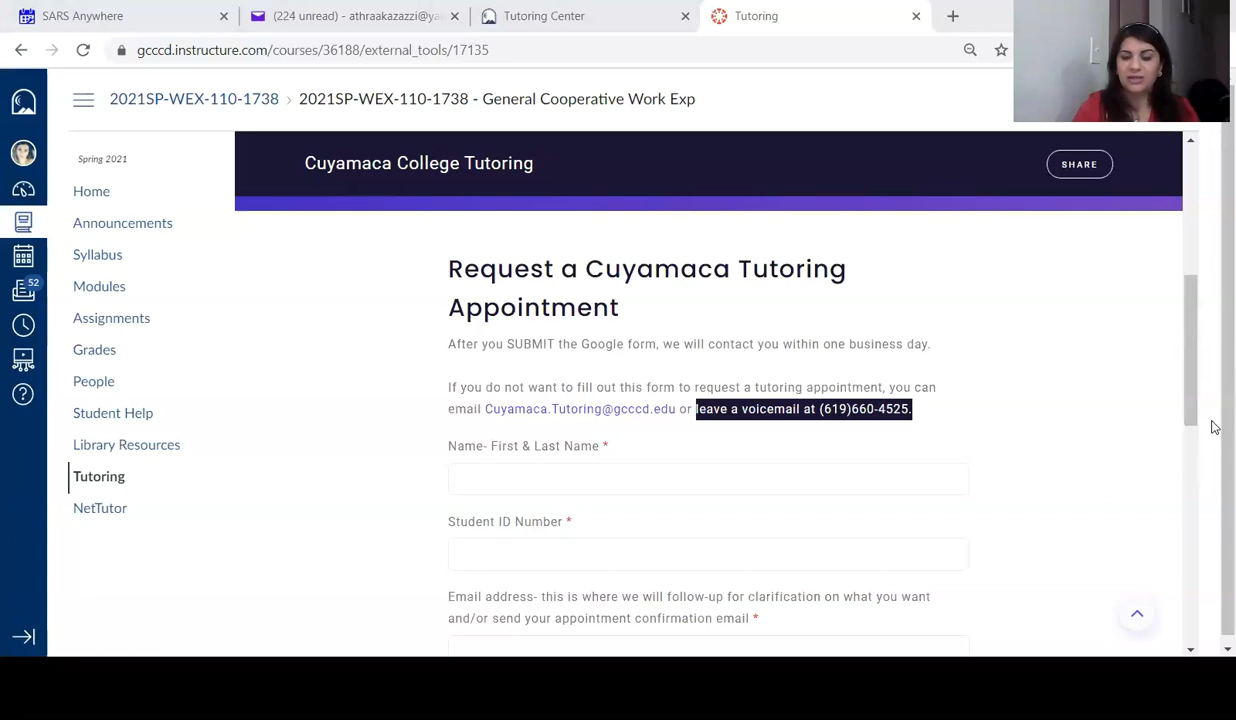 SARS Anywhere
(224 unread) - athraakazazzi@ya
Tutoring Center
Tutoring
gcccd.instructure.com/courses/36188/external_tools/17135
2021SP-WEX-110-1738 › 2021SP-WEX-110-1738 - General Cooperative Work Exp
Spring 2021
Home
Announcements
Syllabus
Modules
Assignments
Grades
People
Student Help
Library Resources
Tutoring
NetTutor
52
Cuyamaca College Tutoring
SHARE
Request a Cuyamaca Tutoring
Appointment
After you SUBMIT the Google form, we will contact you within one business day.
If you do not want to fill out this form to request a tutoring appointment, you can
email Cuyamaca.Tutoring@gcccd.edu or leave a voicemail at (619)660-4525.
Name- First & Last Name *
Student ID Number *
Email address- this is where we will follow-up for clarification on what you want
and/or send your appointment confirmation email *